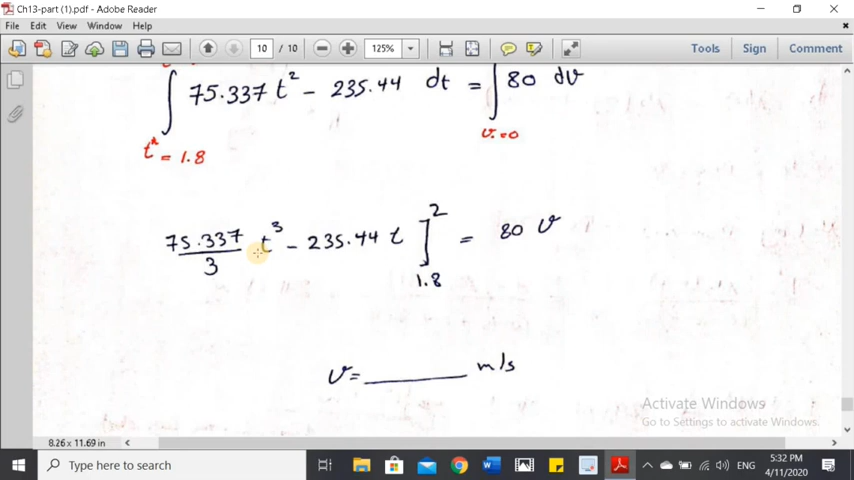 Ch13-part (1).pdf - Adobe Reader
File Edit View Window Help
10 / 10 125% Tools Sign Comment
∫ 75.337 t² - 235.44 dt = ∫ 80 dv
t* = 1.8
v.=0
75.337/3 t³ - 235.44 t ]²₁.₈ = 80 v
v= ______ m/s
Activate Windows
Go to Settings to activate Windows.
8.26 x 11.69 in
Type here to search
ENG
5:32 PM
4/11/2020